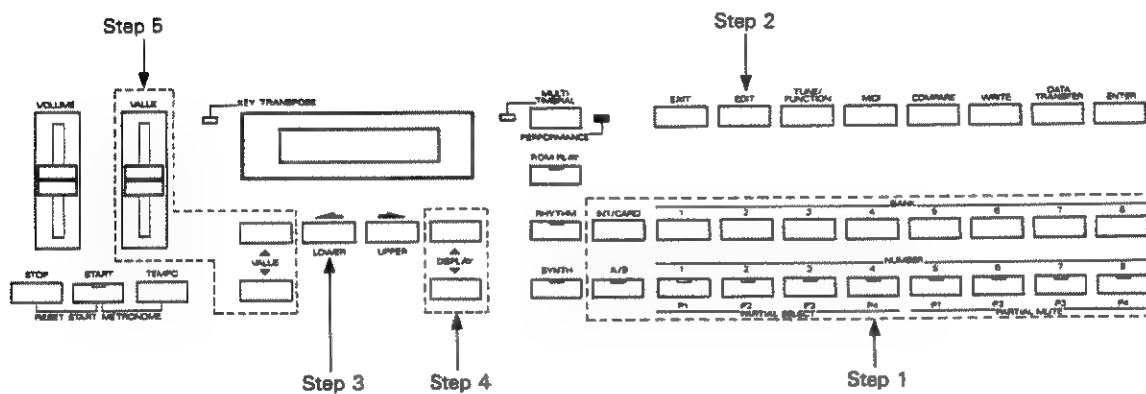 Step 5
Step 2
VOLUME
VALUE
KEY TRANSPOSE
MULTI
TIMBRAL
EXIT
EDIT
TUNE/
FUNCTION
MIDI
COMPARE
WRITE
DATA
TRANSFER
ENTER
PERFORMANCE
ROM PLAY
RHYTHM
INT/CARD
BANK
1 2 3 4 5 6 7 8
VALUE
LOWER
UPPER
DISPLAY
STOP
START
TEMPO
RESET START
METRONOME
SYNTH
A/B
NUMBER
1 2 3 4 5 6 7 8
P1 P2 P3 P4 P1 P2 P3 P4
PARTIAL SELECT
PARTIAL MUTE
Step 3
Step 4
Step 1